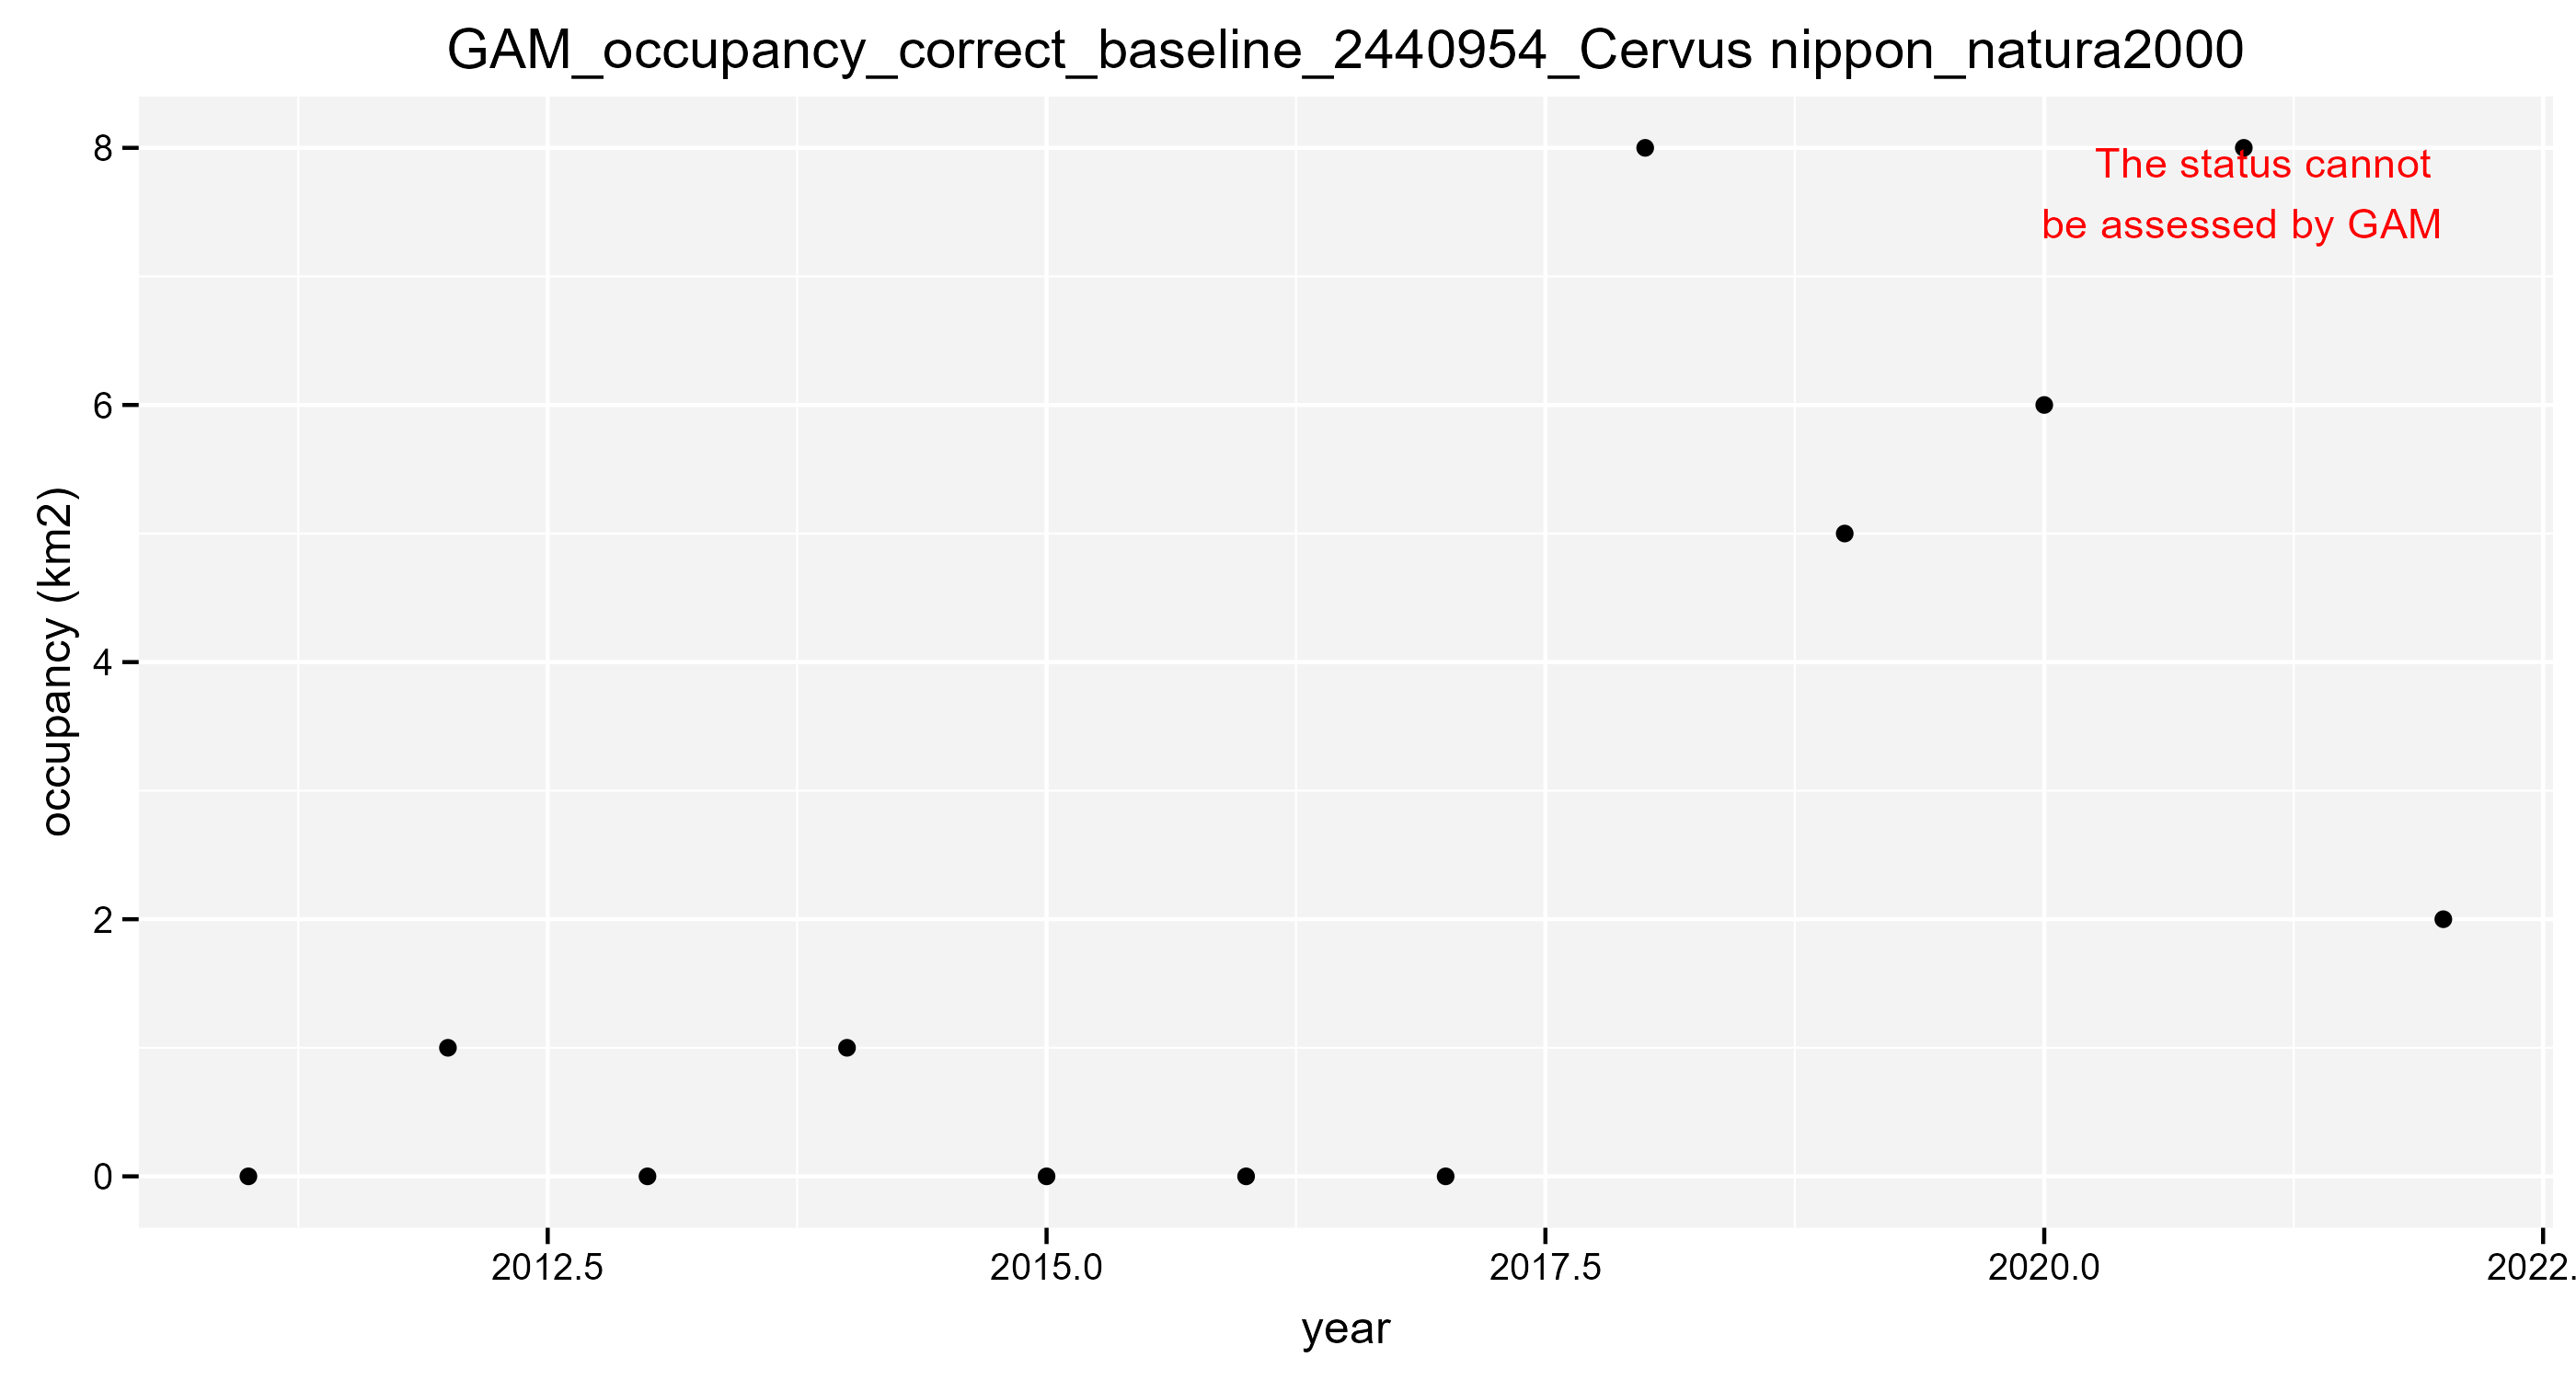 GAM_occupancy_correct_baseline_2440954_Cervus nippon_natura2000
8
The status cannot
be assessed by GAM
6
4
2
0
occupancy (km2)
2012.5
2015.0
2017.5
2020.0
2022.
year